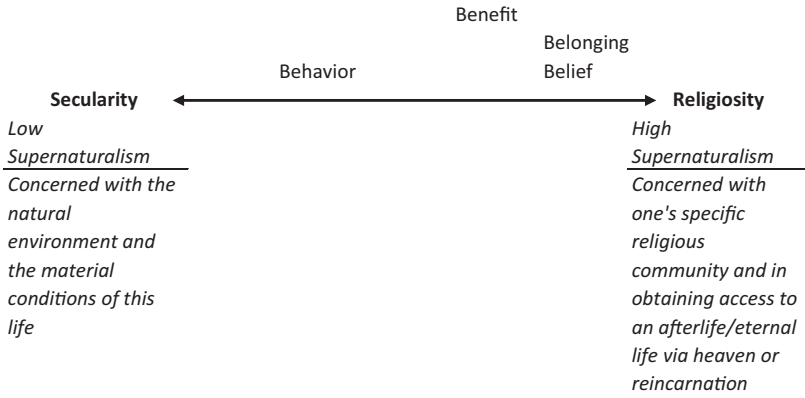 Benefit
Belonging
Behavior Belief
Secularity Religiosity
Low
Supernaturalism
Concerned with the
natural
environment and
the material
conditions of this
life
High
Supernaturalism
Concerned with
one's specific
religious
community and in
obtaining access to
an afterlife/eternal
life via heaven or
reincarnation